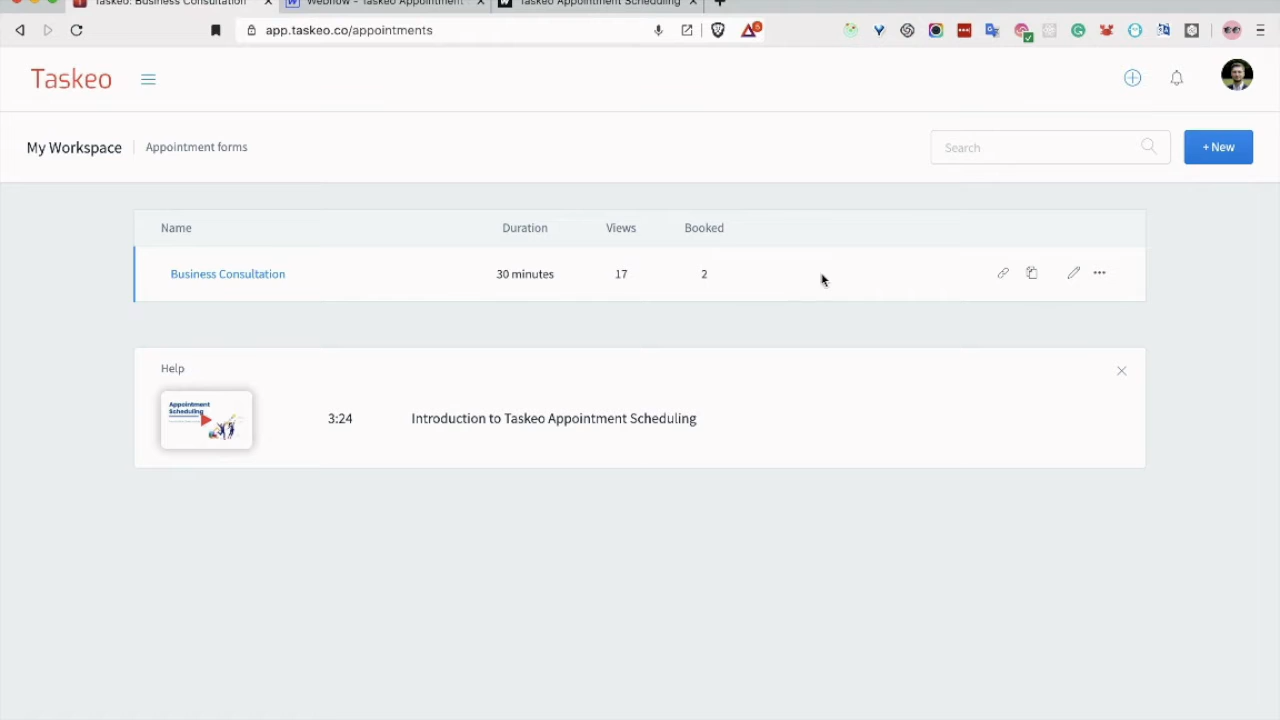 Taskeo: Business Consultation
Webflow - Taskeo Appointment
Taskeo Appointment Scheduling
app.taskeo.co/appointments
Taskeo
My Workspace
Appointment forms
Search
+ New
Name
Duration
Views
Booked
Business Consultation
30 minutes
17
2
Help
Appointment
Scheduling
3:24
Introduction to Taskeo Appointment Scheduling